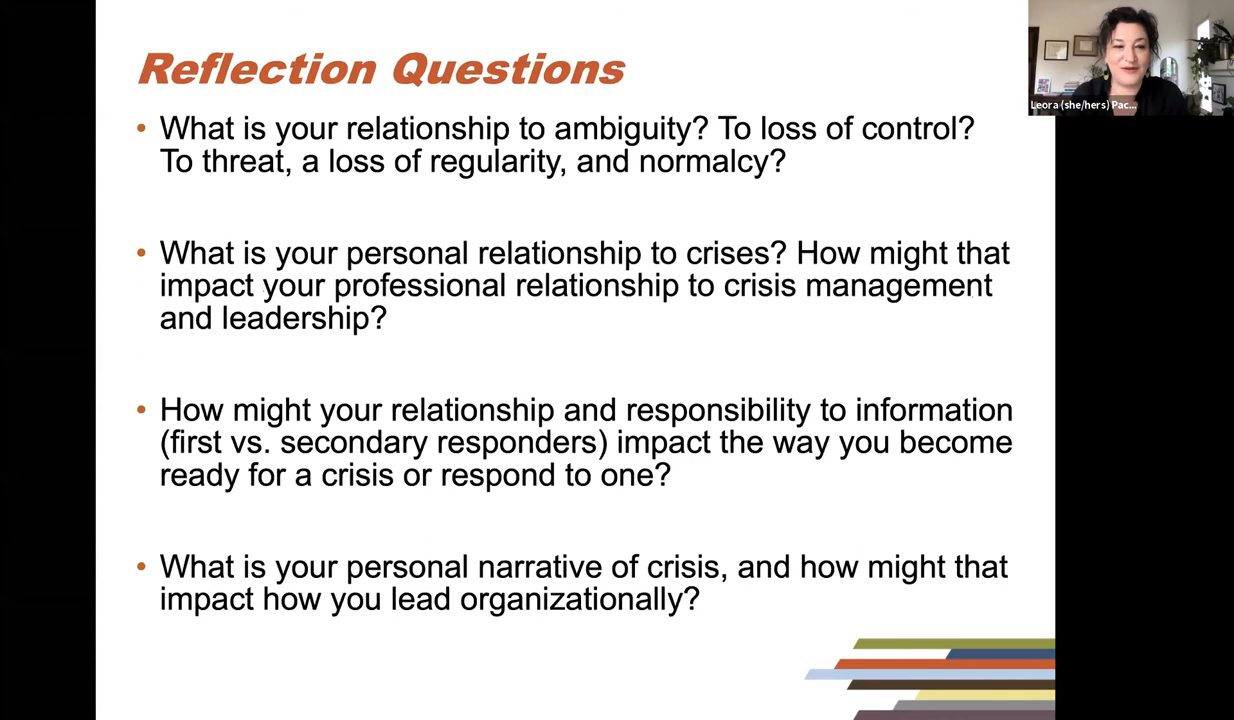 Reflection Questions
• What is your relationship to ambiguity? To loss of control?
To threat, a loss of regularity, and normalcy?
• What is your personal relationship to crises? How might that
impact your professional relationship to crisis management
and leadership?
• How might your relationship and responsibility to information
(first vs. secondary responders) impact the way you become
ready for a crisis or respond to one?
• What is your personal narrative of crisis, and how might that
impact how you lead organizationally?
Leora (she/hers) Pac...